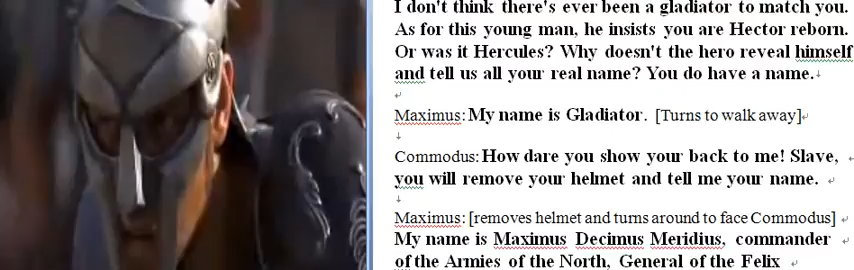 I don't think there's ever been a gladiator to match you.
As for this young man, he insists you are Hector reborn.
Or was it Hercules? Why doesn't the hero reveal himself
and tell us all your real name? You do have a name.
Maximus: My name is Gladiator. [Turns to walk away]
Commodus: How dare you show your back to me! Slave,
you will remove your helmet and tell me your name.
Maximus: [removes helmet and turns around to face Commodus]
My name is Maximus Decimus Meridius, commander
of the Armies of the North, General of the Felix